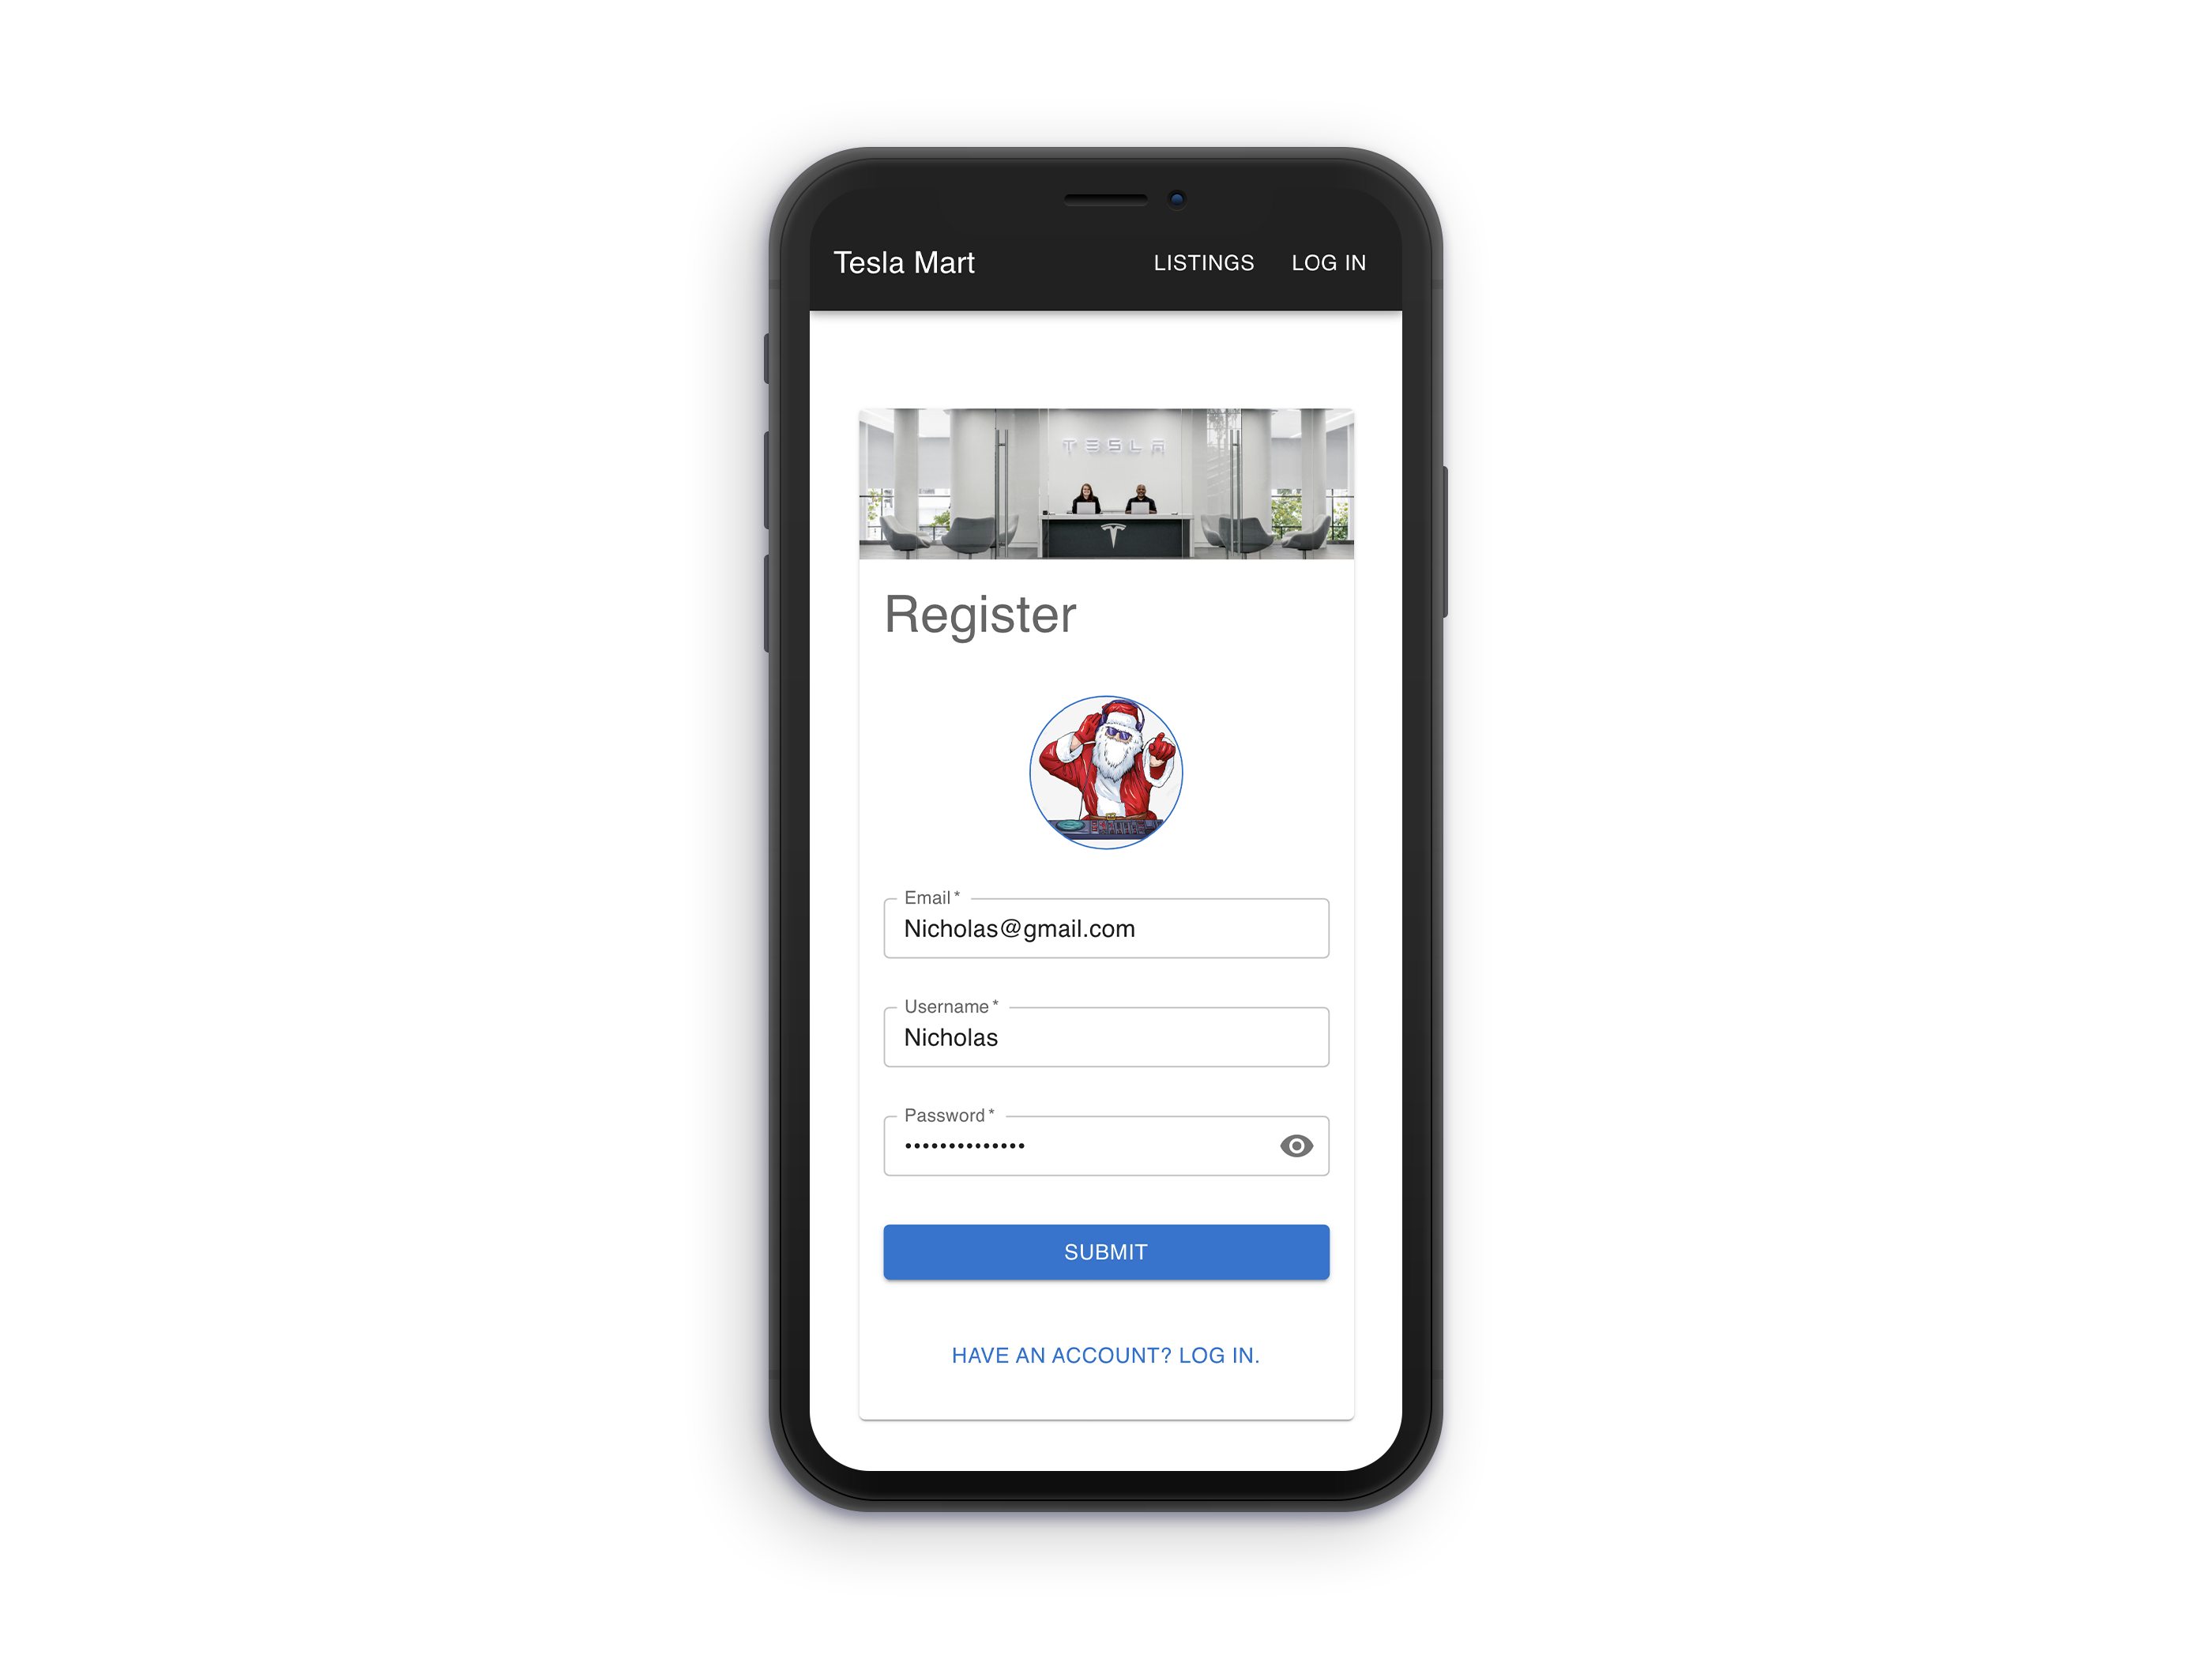 Tesla Mart LISTINGS LOG IN
TESLA
Register
Email *
Nicholas@gmail.com
Username *
Nicholas
Password *
••••••••••••••
SUBMIT
HAVE AN ACCOUNT? LOG IN.